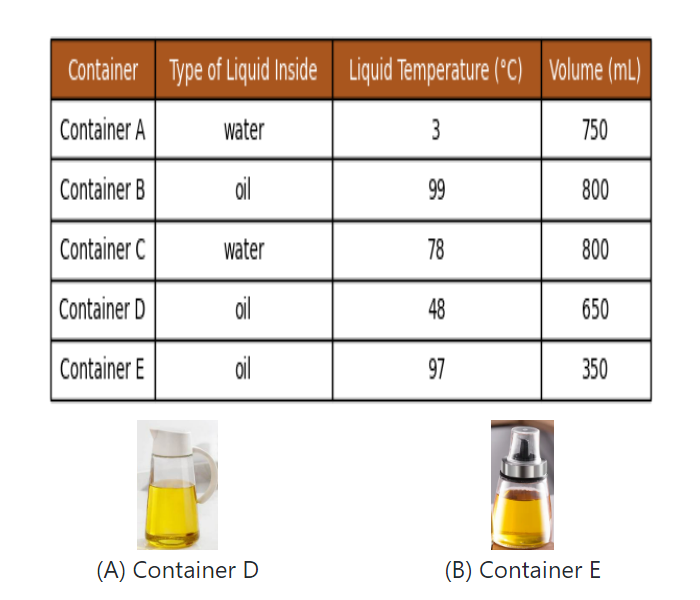 Container Type of Liquid Inside Liquid Temperature (°C) Volume (mL)
Container A water 3 750
Container B oil 99 800
Container C water 78 800
Container D oil 48 650
Container E oil 97 350
(A) Container D (B) Container E